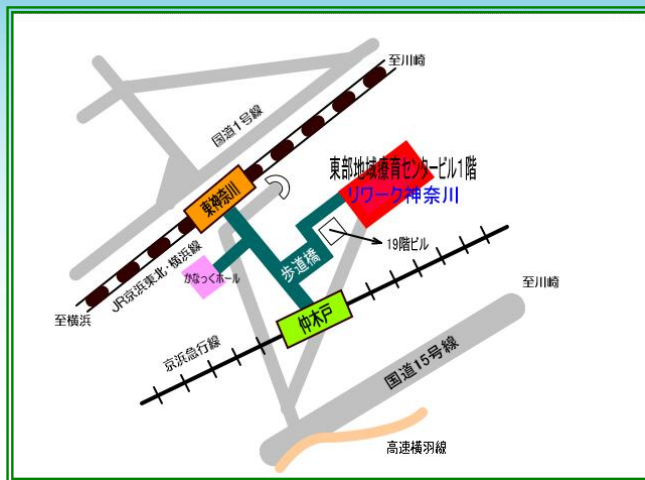 至川崎
国道1号線
東部地域療育センタービル1階
リワーク神奈川
東神奈川
19階ビル
歩道橋
かなっくホール
JR京浜東北・横浜線
至横浜
仲木戸
至川崎
京浜急行線
国道15号線
高速横羽線